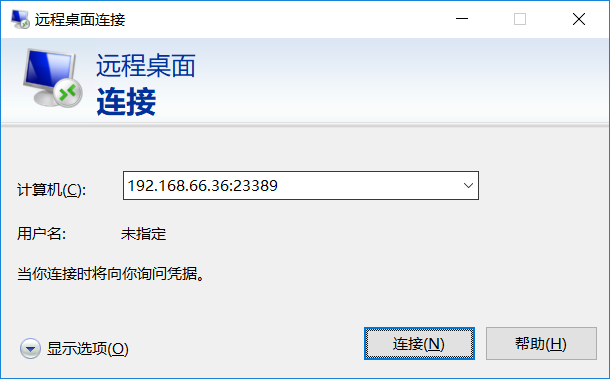 远程桌面连接
远程桌面
连接
计算机(C):
192.168.66.36:23389
用户名:
未指定
当你连接时将向你询问凭据。
显示选项(O)
连接(N)
帮助(H)